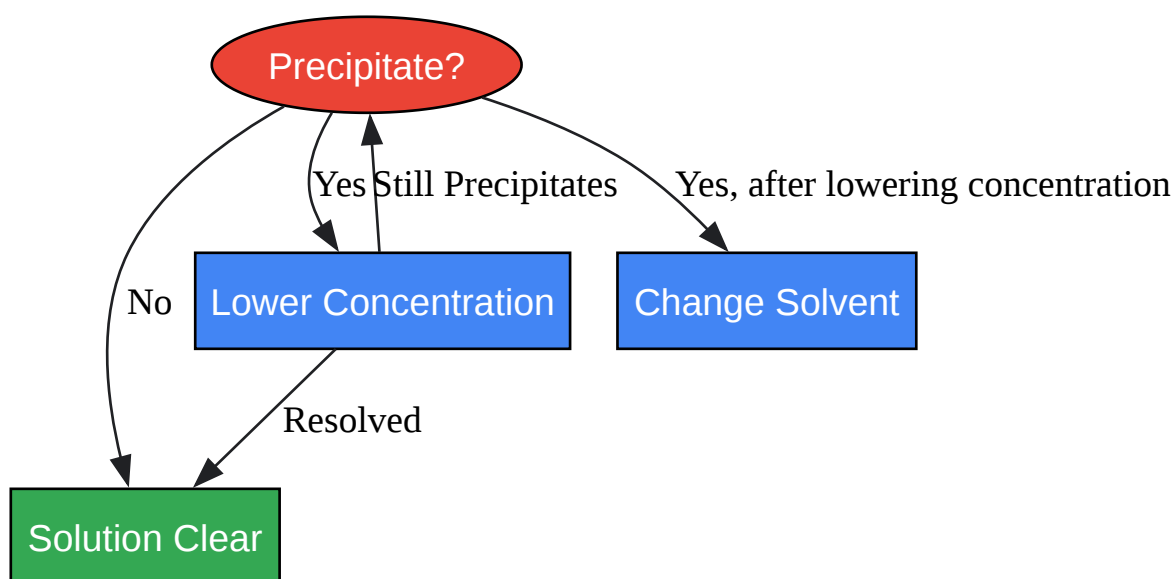 Precipitate?
Yes
Still Precipitates
Yes, after lowering concentration
No
Lower Concentration
Change Solvent
Resolved
Solution Clear